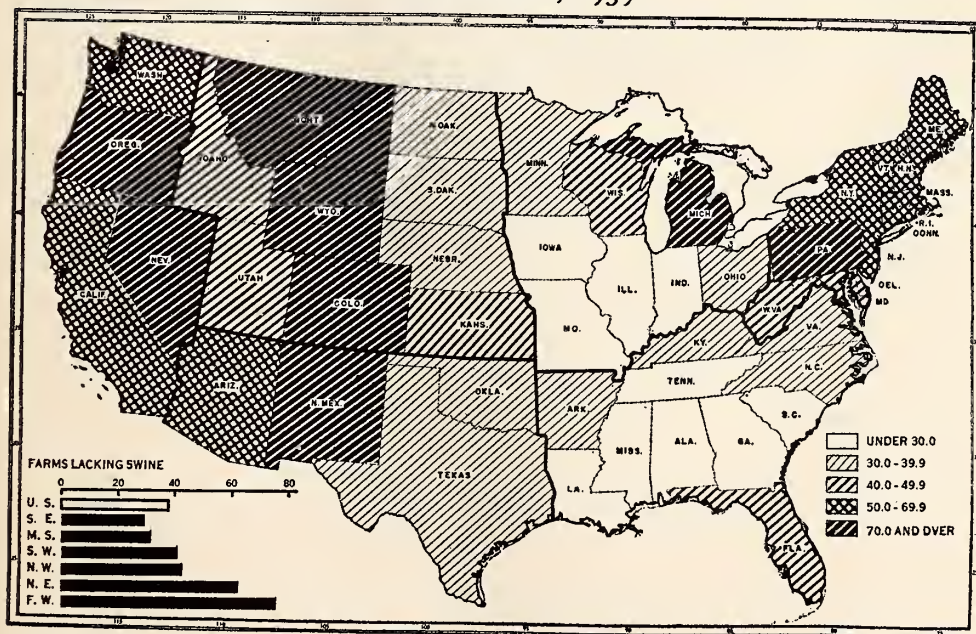 WASH.
MONT.
N.DAK.
MINN.
ME.
OREG.
IDAHO
VT.
N.H.
S.DAK.
WIS.
N.Y.
MASS.
WYO.
MICH.
R.I.
CONN.
NEV.
IOWA
PA.
N.J.
NEBR.
UTAH
ILL.
IND.
OHIO
DEL.
CALIF.
COLO.
W.VA.
MD.
KANS.
MO.
VA.
KY.
N.C.
ARIZ.
N.MEX.
OKLA.
ARK.
TENN.
S.C.
MISS.
ALA.
GA.
TEXAS
LA.
FLA.
UNDER 30.0
30.0-39.9
40.0-49.9
50.0-69.9
70.0 AND OVER
FARMS LACKING SWINE
0 20 40 60 80
U. S.
S. E.
M. S.
S. W.
N. W.
N. E.
F. W.